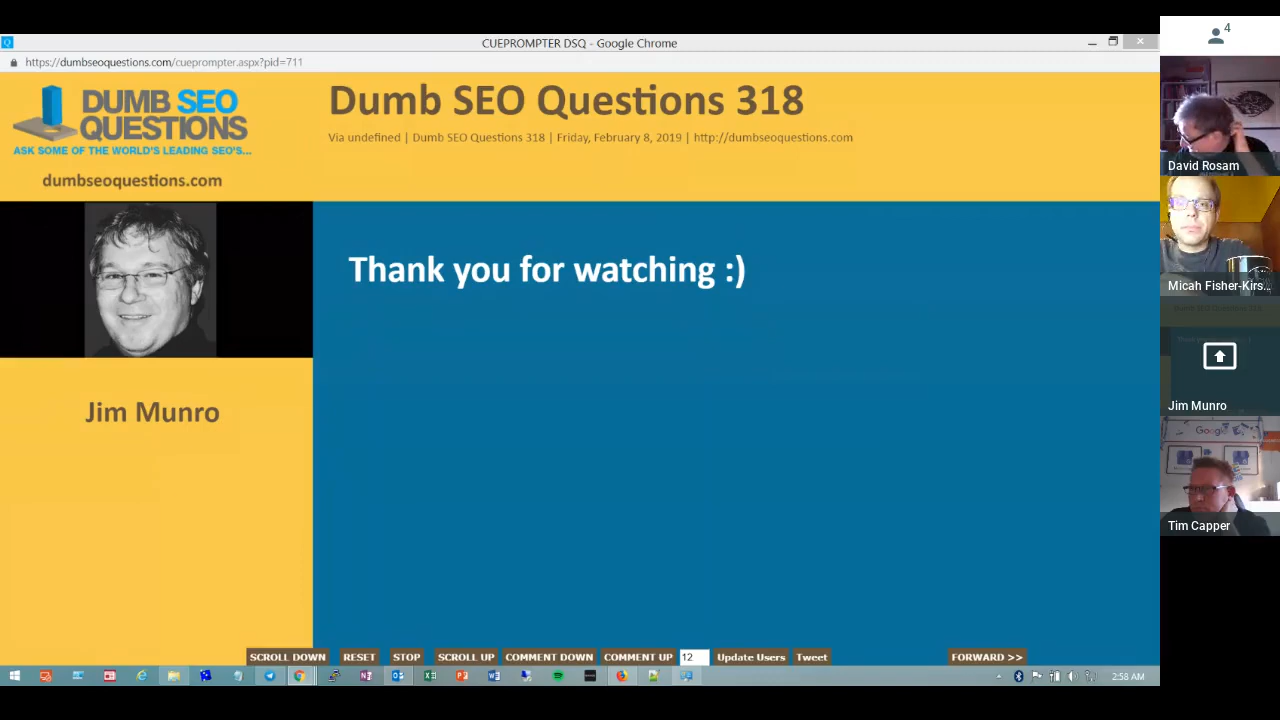 CUEPROMPTER DSQ - Google Chrome
https://dumbseoquestions.com/cueprompter.aspx?pid=711
DUMB SEO
QUESTIONS
ASK SOME OF THE WORLD'S LEADING SEO'S...
dumbseoquestions.com
Dumb SEO Questions 318
Via undefined | Dumb SEO Questions 318 | Friday, February 8, 2019 | http://dumbseoquestions.com
Thank you for watching :)
Jim Munro
4
David Rosam
Micah Fisher-Kirs...
Jim Munro
Google
Tim Capper
SCROLL DOWN
RESET
STOP
SCROLL UP
COMMENT DOWN
COMMENT UP
12
Update Users
Tweet
FORWARD >>
2:58 AM